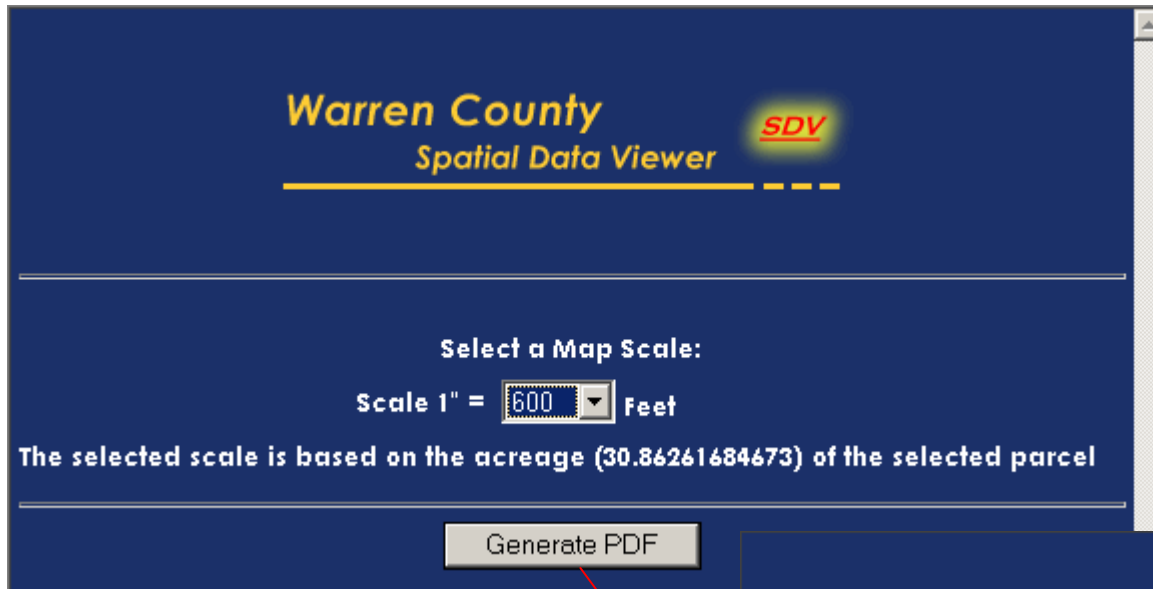 Warren County
SDV
Spatial Data Viewer
Select a Map Scale:
Scale 1" = 600 Feet
The selected scale is based on the acreage (30.86261684673) of the selected parcel
Generate PDF